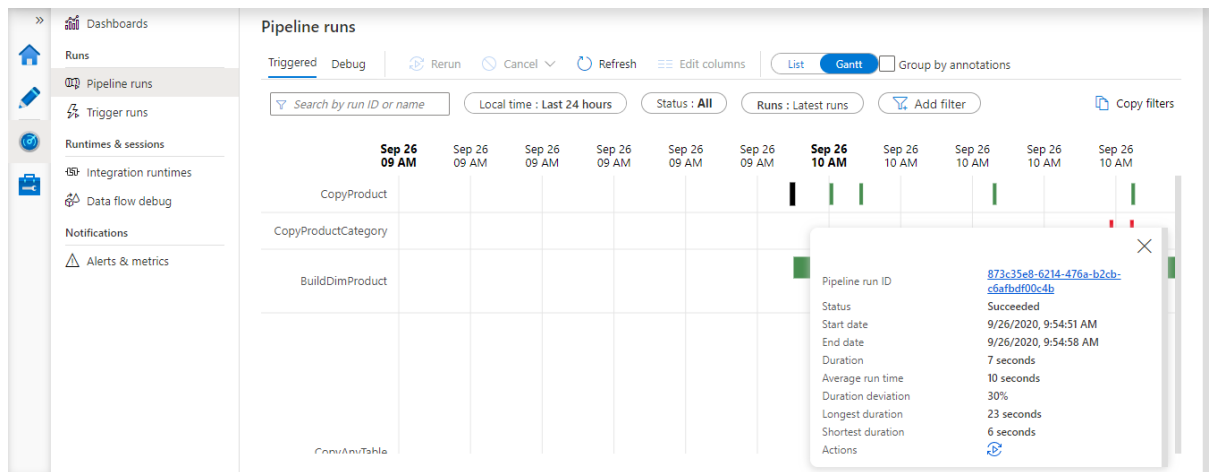 »
Dashboards
Runs
Pipeline runs
Trigger runs
Runtimes & sessions
Integration runtimes
Data flow debug
Notifications
Alerts & metrics
Pipeline runs
Triggered Debug Rerun Cancel Refresh Edit columns List Gantt Group by annotations
Search by run ID or name Local time : Last 24 hours Status : All Runs : Latest runs Add filter Copy filters
Sep 26 Sep 26 Sep 26 Sep 26 Sep 26 Sep 26 Sep 26 Sep 26 Sep 26 Sep 26 Sep 26
09 AM 09 AM 09 AM 09 AM 09 AM 09 AM 10 AM 10 AM 10 AM 10 AM 10 AM
CopyProduct
CopyProductCategory
BuildDimProduct
CopyAnyTable
Pipeline run ID 873c35e8-6214-476a-b2cb-
c6afbdf00c4b
Status Succeeded
Start date 9/26/2020, 9:54:51 AM
End date 9/26/2020, 9:54:58 AM
Duration 7 seconds
Average run time 10 seconds
Duration deviation 30%
Longest duration 23 seconds
Shortest duration 6 seconds
Actions